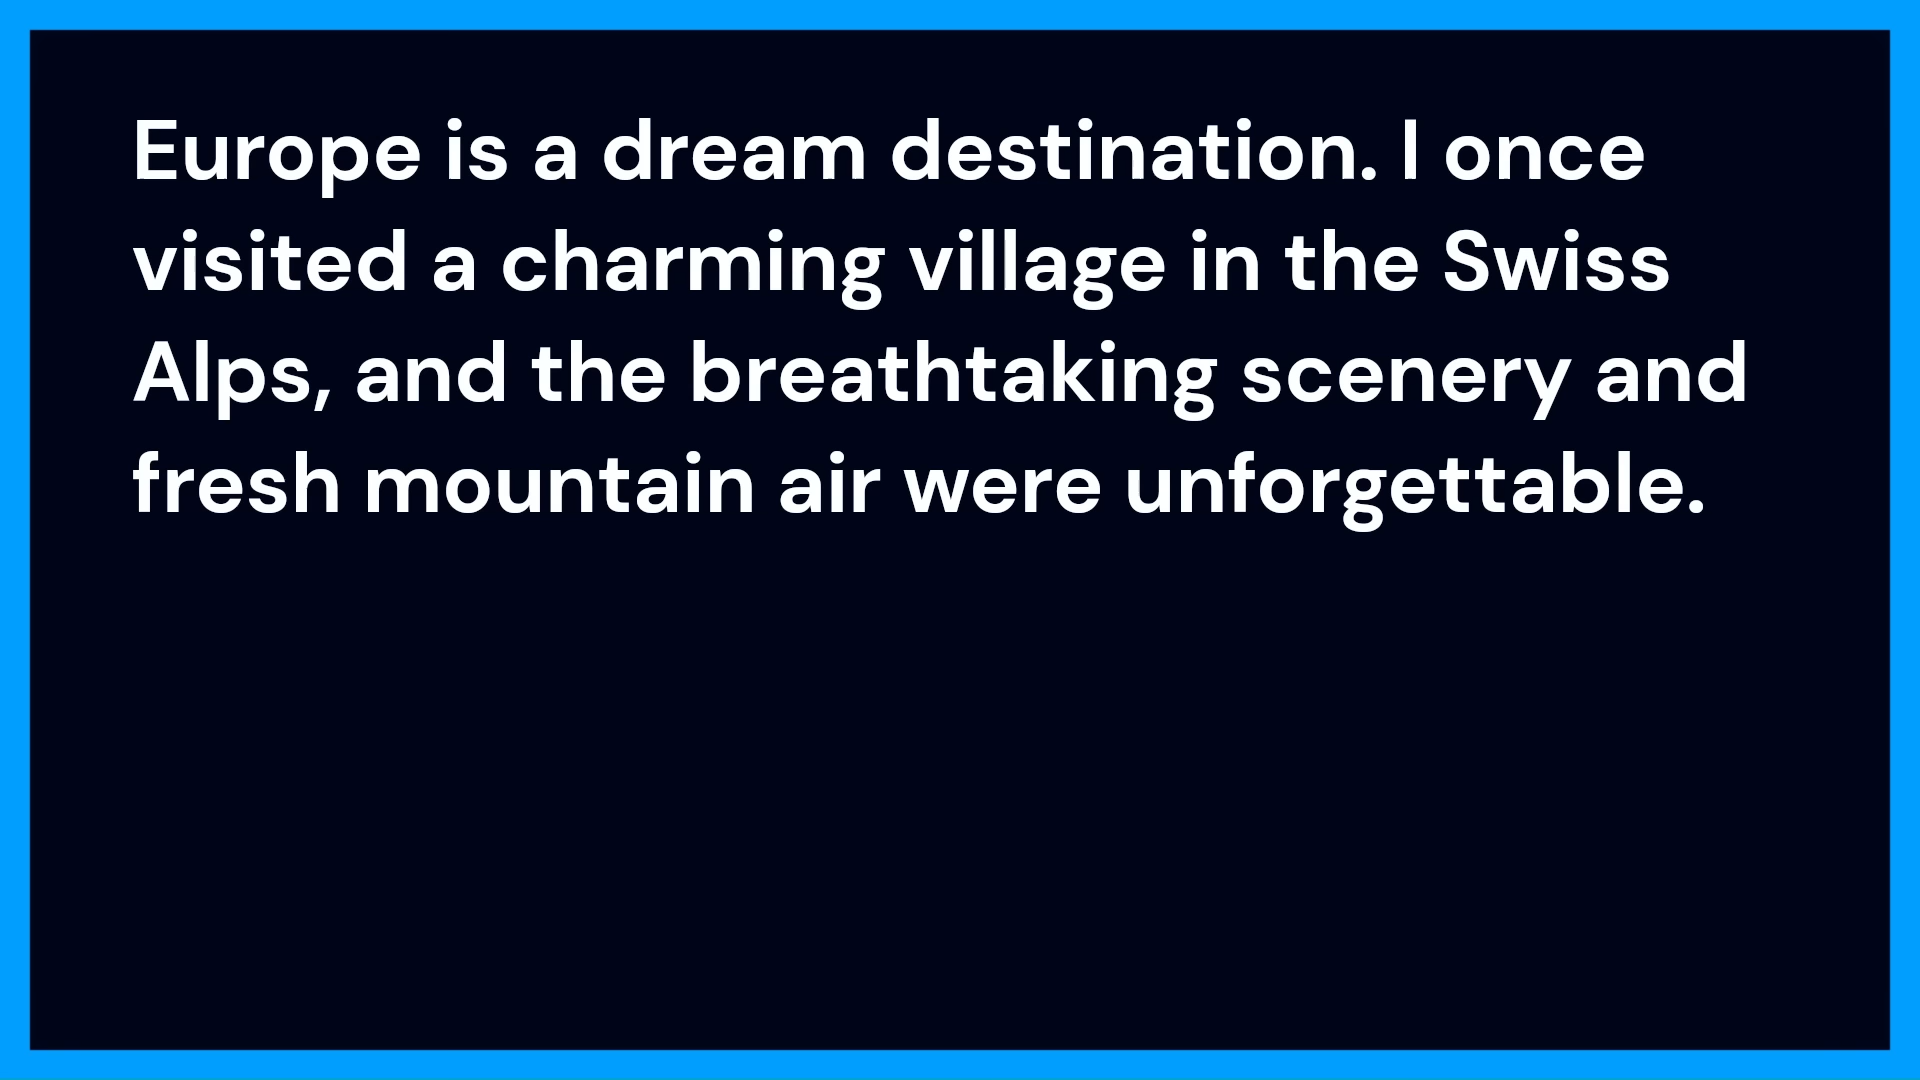 Europe is a dream destination. I once
visited a charming village in the Swiss
Alps, and the breathtaking scenery and
fresh mountain air were unforgettable.